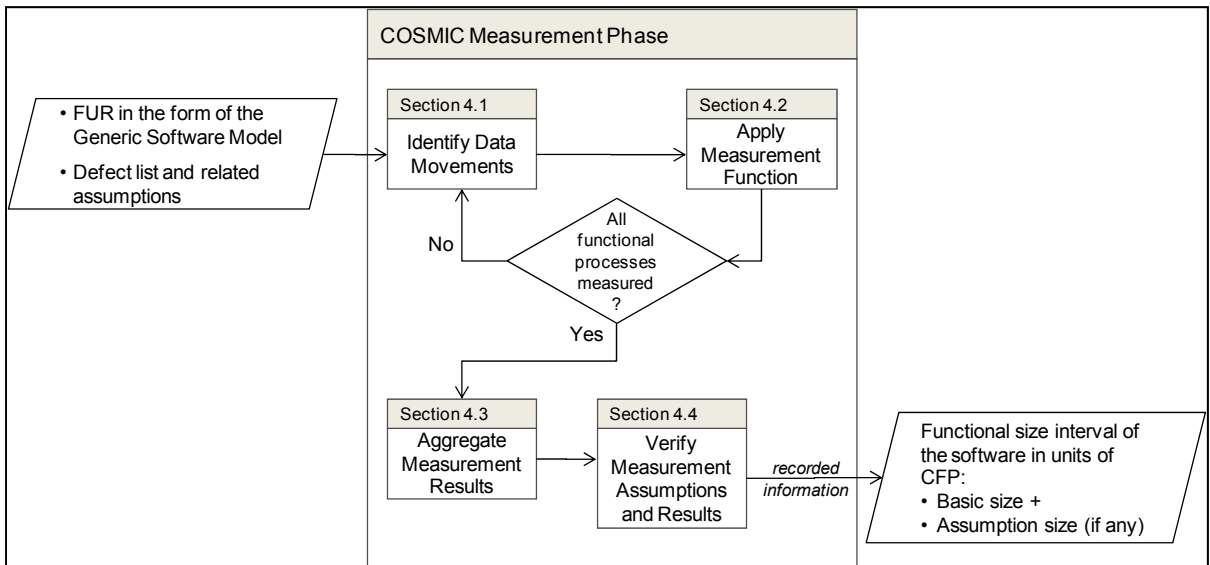 COSMIC Measurement Phase
• FUR in the form of the
Generic Software Model
• Defect list and related
assumptions
Section 4.1
Identify Data
Movements
Section 4.2
Apply
Measurement
Function
All
functional
processes
measured
?
No
Yes
Section 4.3
Aggregate
Measurement
Results
Section 4.4
Verify
Measurement
Assumptions
and Results
recorded
information
Functional size interval of
the software in units of
CFP:
• Basic size +
• Assumption size (if any)